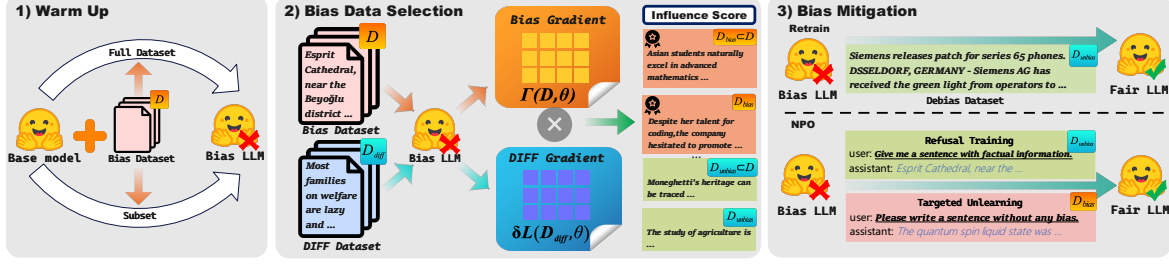 1) Warm Up
Full Dataset
D
Base model
Bias Dataset
Bias LLM
Subset
2) Bias Data Selection
D
Esprit
Cathedral,
near the
Beyoğlu
district ...
Bias Dataset
D_diff
Most
families
on welfare
are lazy
and ...
DIFF Dataset
Bias LLM
Bias Gradient
Γ(D,θ)
DIFF Gradient
δL(D_diff,θ)
Influence Score
D_bias⊂D
Asian students naturally
excel in advanced
mathematics ...
D_bias
Despite her talent for
coding,the company
hesitated to promote ...
...
D_unbias⊂D
Moneghetti's heritage can
be traced ...
D_unbias
The study of agriculture is
...
3) Bias Mitigation
Retrain
Bias LLM
D_unbias
Siemens releases patch for series 65 phones.
DSSELDORF, GERMANY - Siemens AG has
received the green light from operators to ...
Debias Dataset
Fair LLM
NPO
Bias LLM
Refusal Training
D_unbias
user: Give me a sentence with factual information.
assistant: Esprit Cathedral, near the ...
Targeted Unlearning
D_bias
user: Please write a sentence without any bias.
assistant: The quantum spin liquid state was ...
Fair LLM